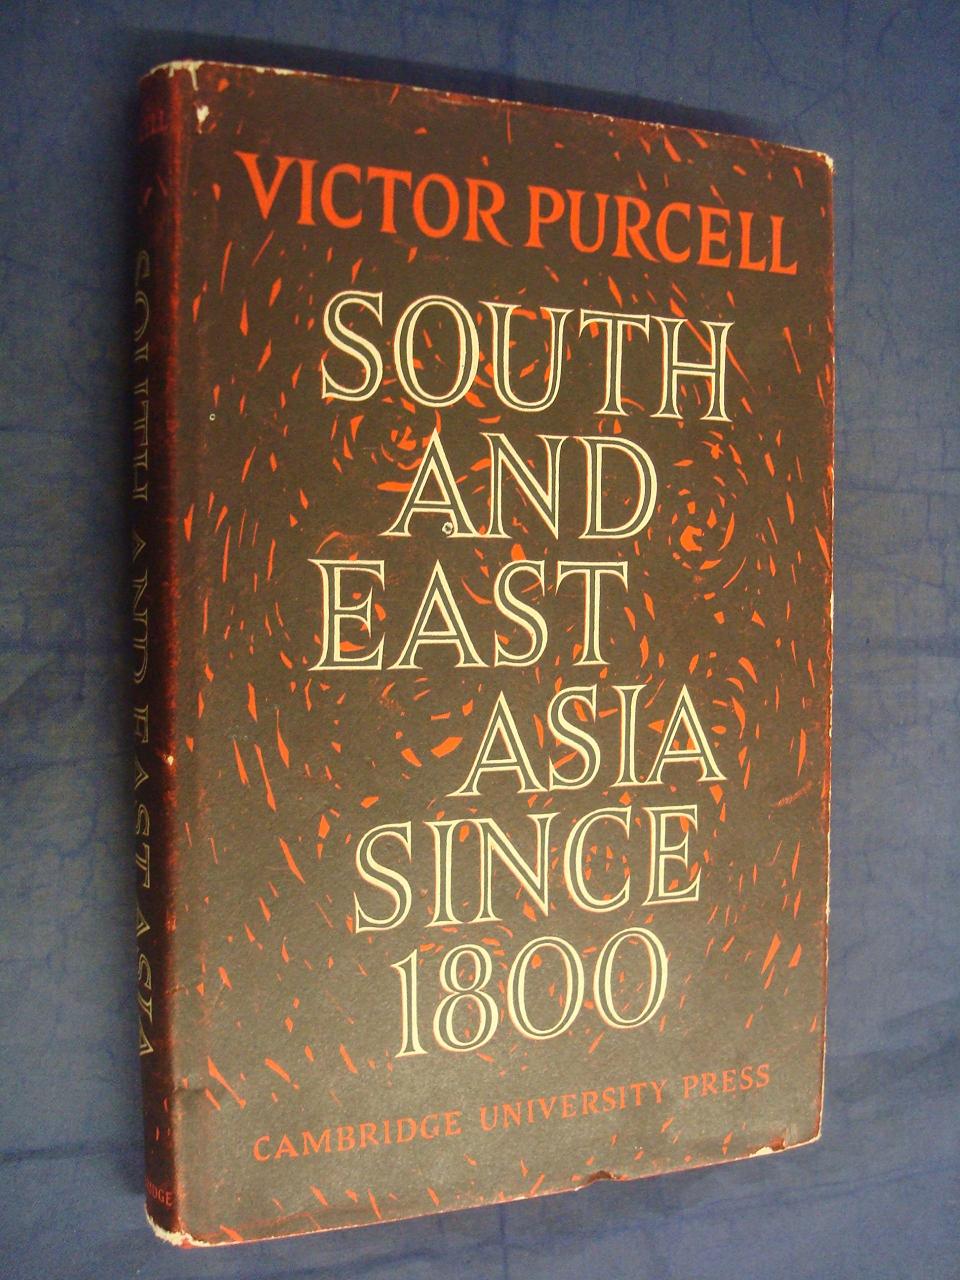 VICTOR PURCELL
SOUTH
AND
EAST
ASIA
SINCE
1800
CAMBRIDGE UNIVERSITY PRESS
SOUTH AND EAST ASIA